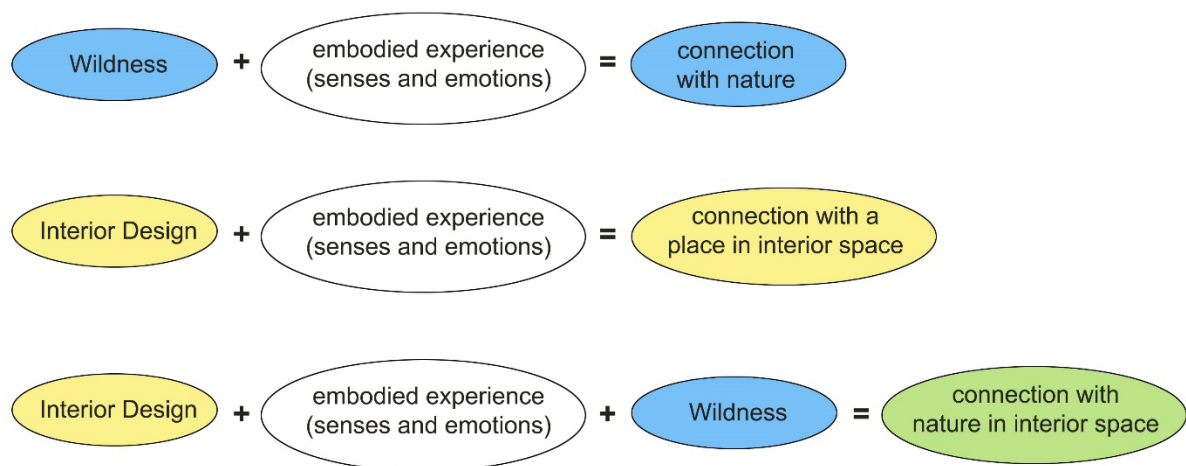 Wildness + embodied experience (senses and emotions) = connection with nature
Interior Design + embodied experience (senses and emotions) = connection with a place in interior space
Interior Design + embodied experience (senses and emotions) + Wildness = connection with nature in interior space